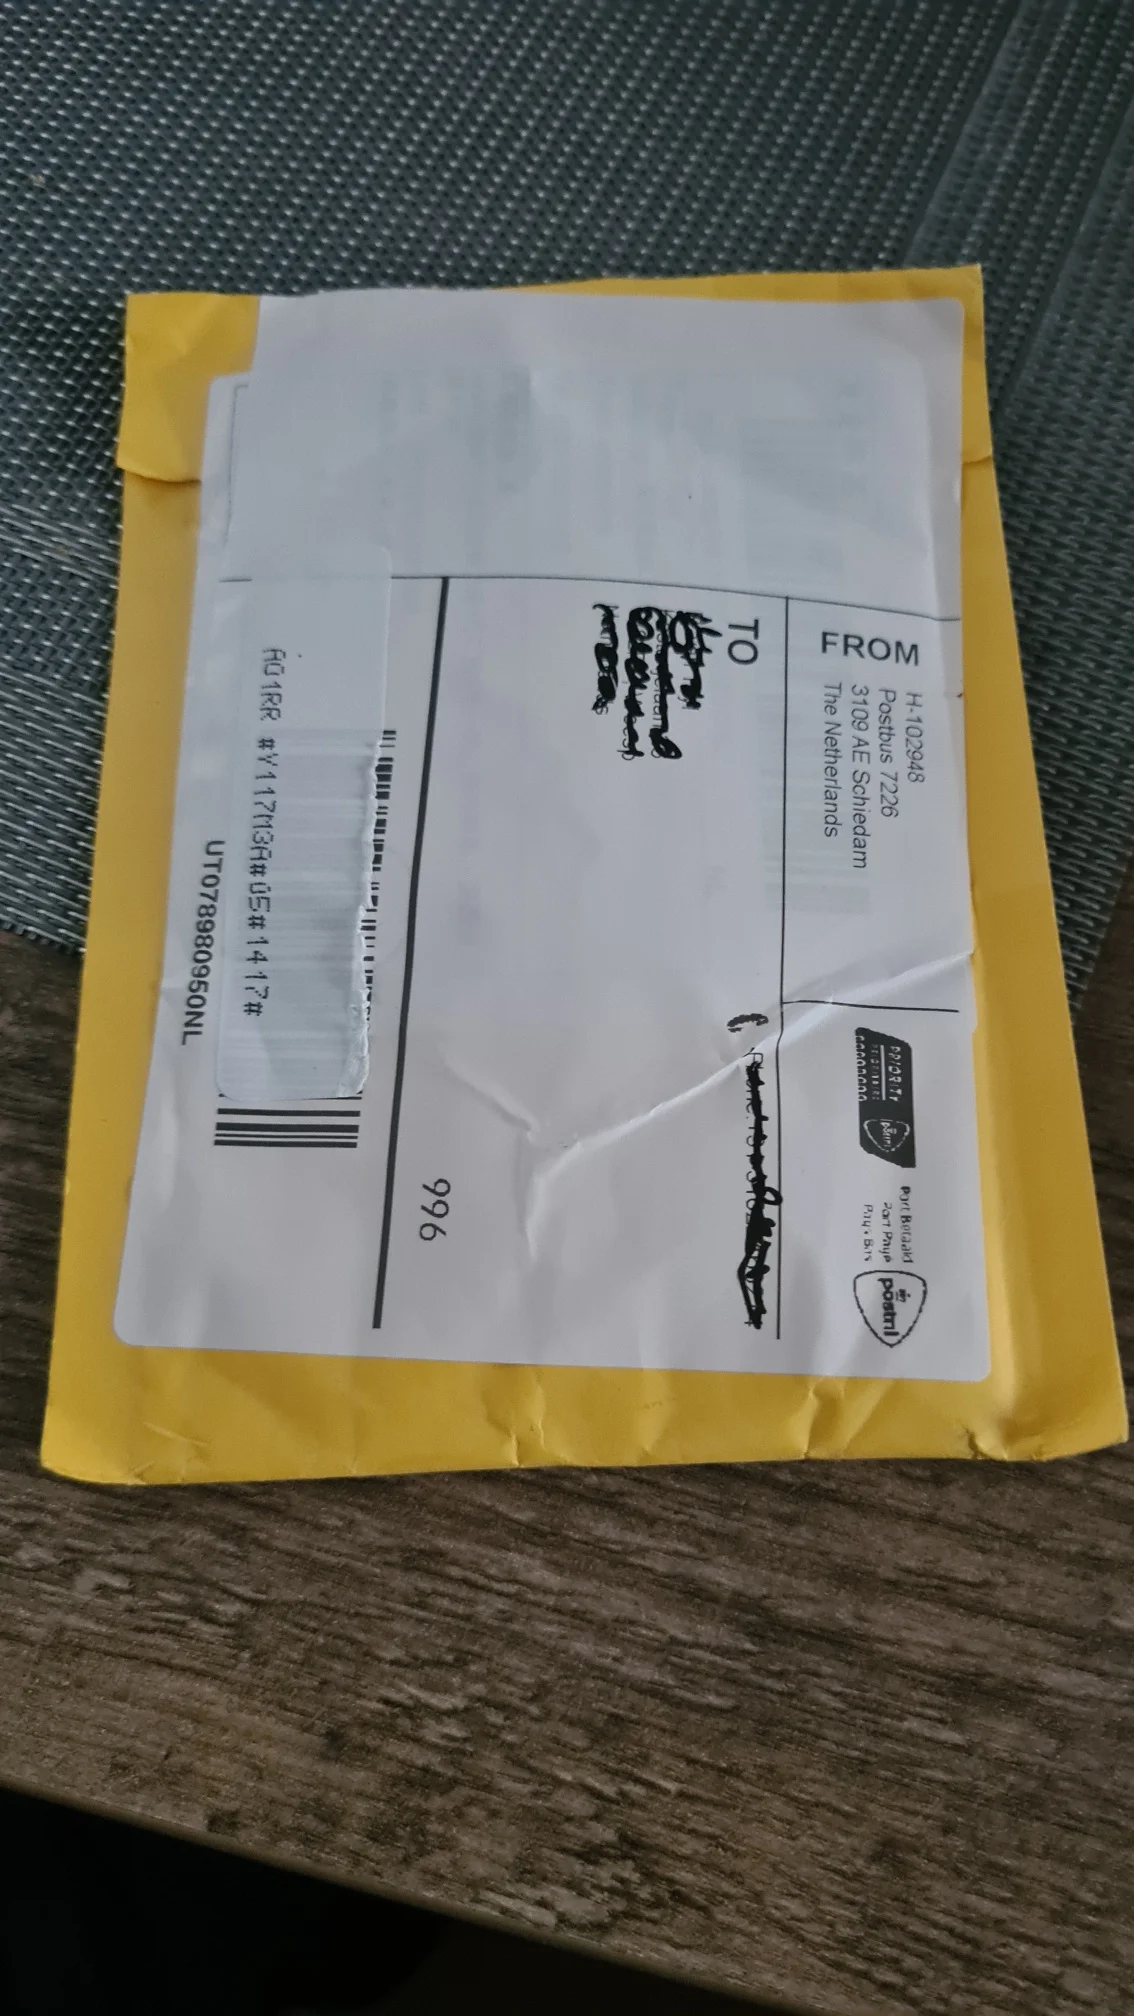 FROM
H-102948
Postbus 7226
3109 AE Schiedam
The Netherlands
PRIORITY
Port Betaald
Port Payé
Pays-Bas
postnl
TO
996
A01RR #Y117M3A#05#1417#
UT078980950NL